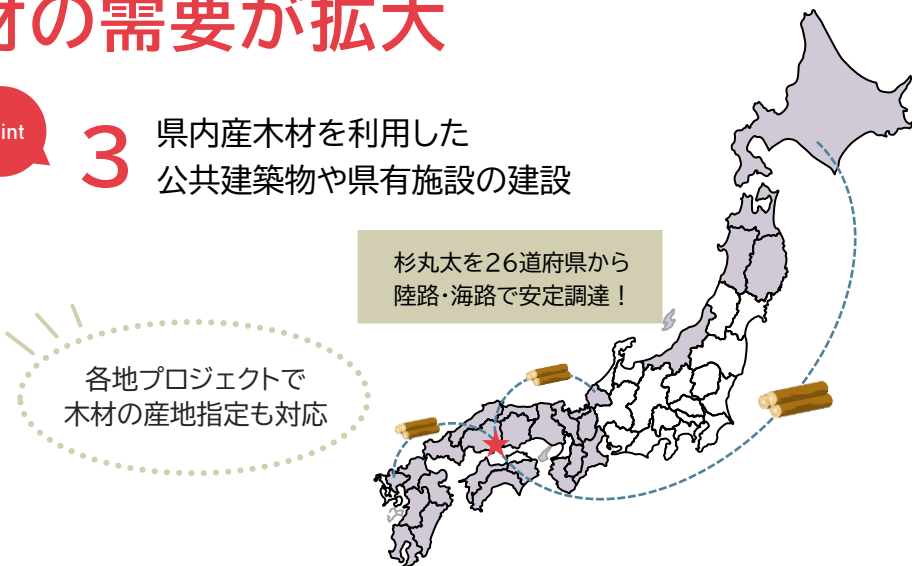 材の需要が拡大
int
3
県内産木材を利用した
公共建築物や県有施設の建設
杉丸太を26道府県から
陸路・海路で安定調達！
各地プロジェクトで
木材の産地指定も対応